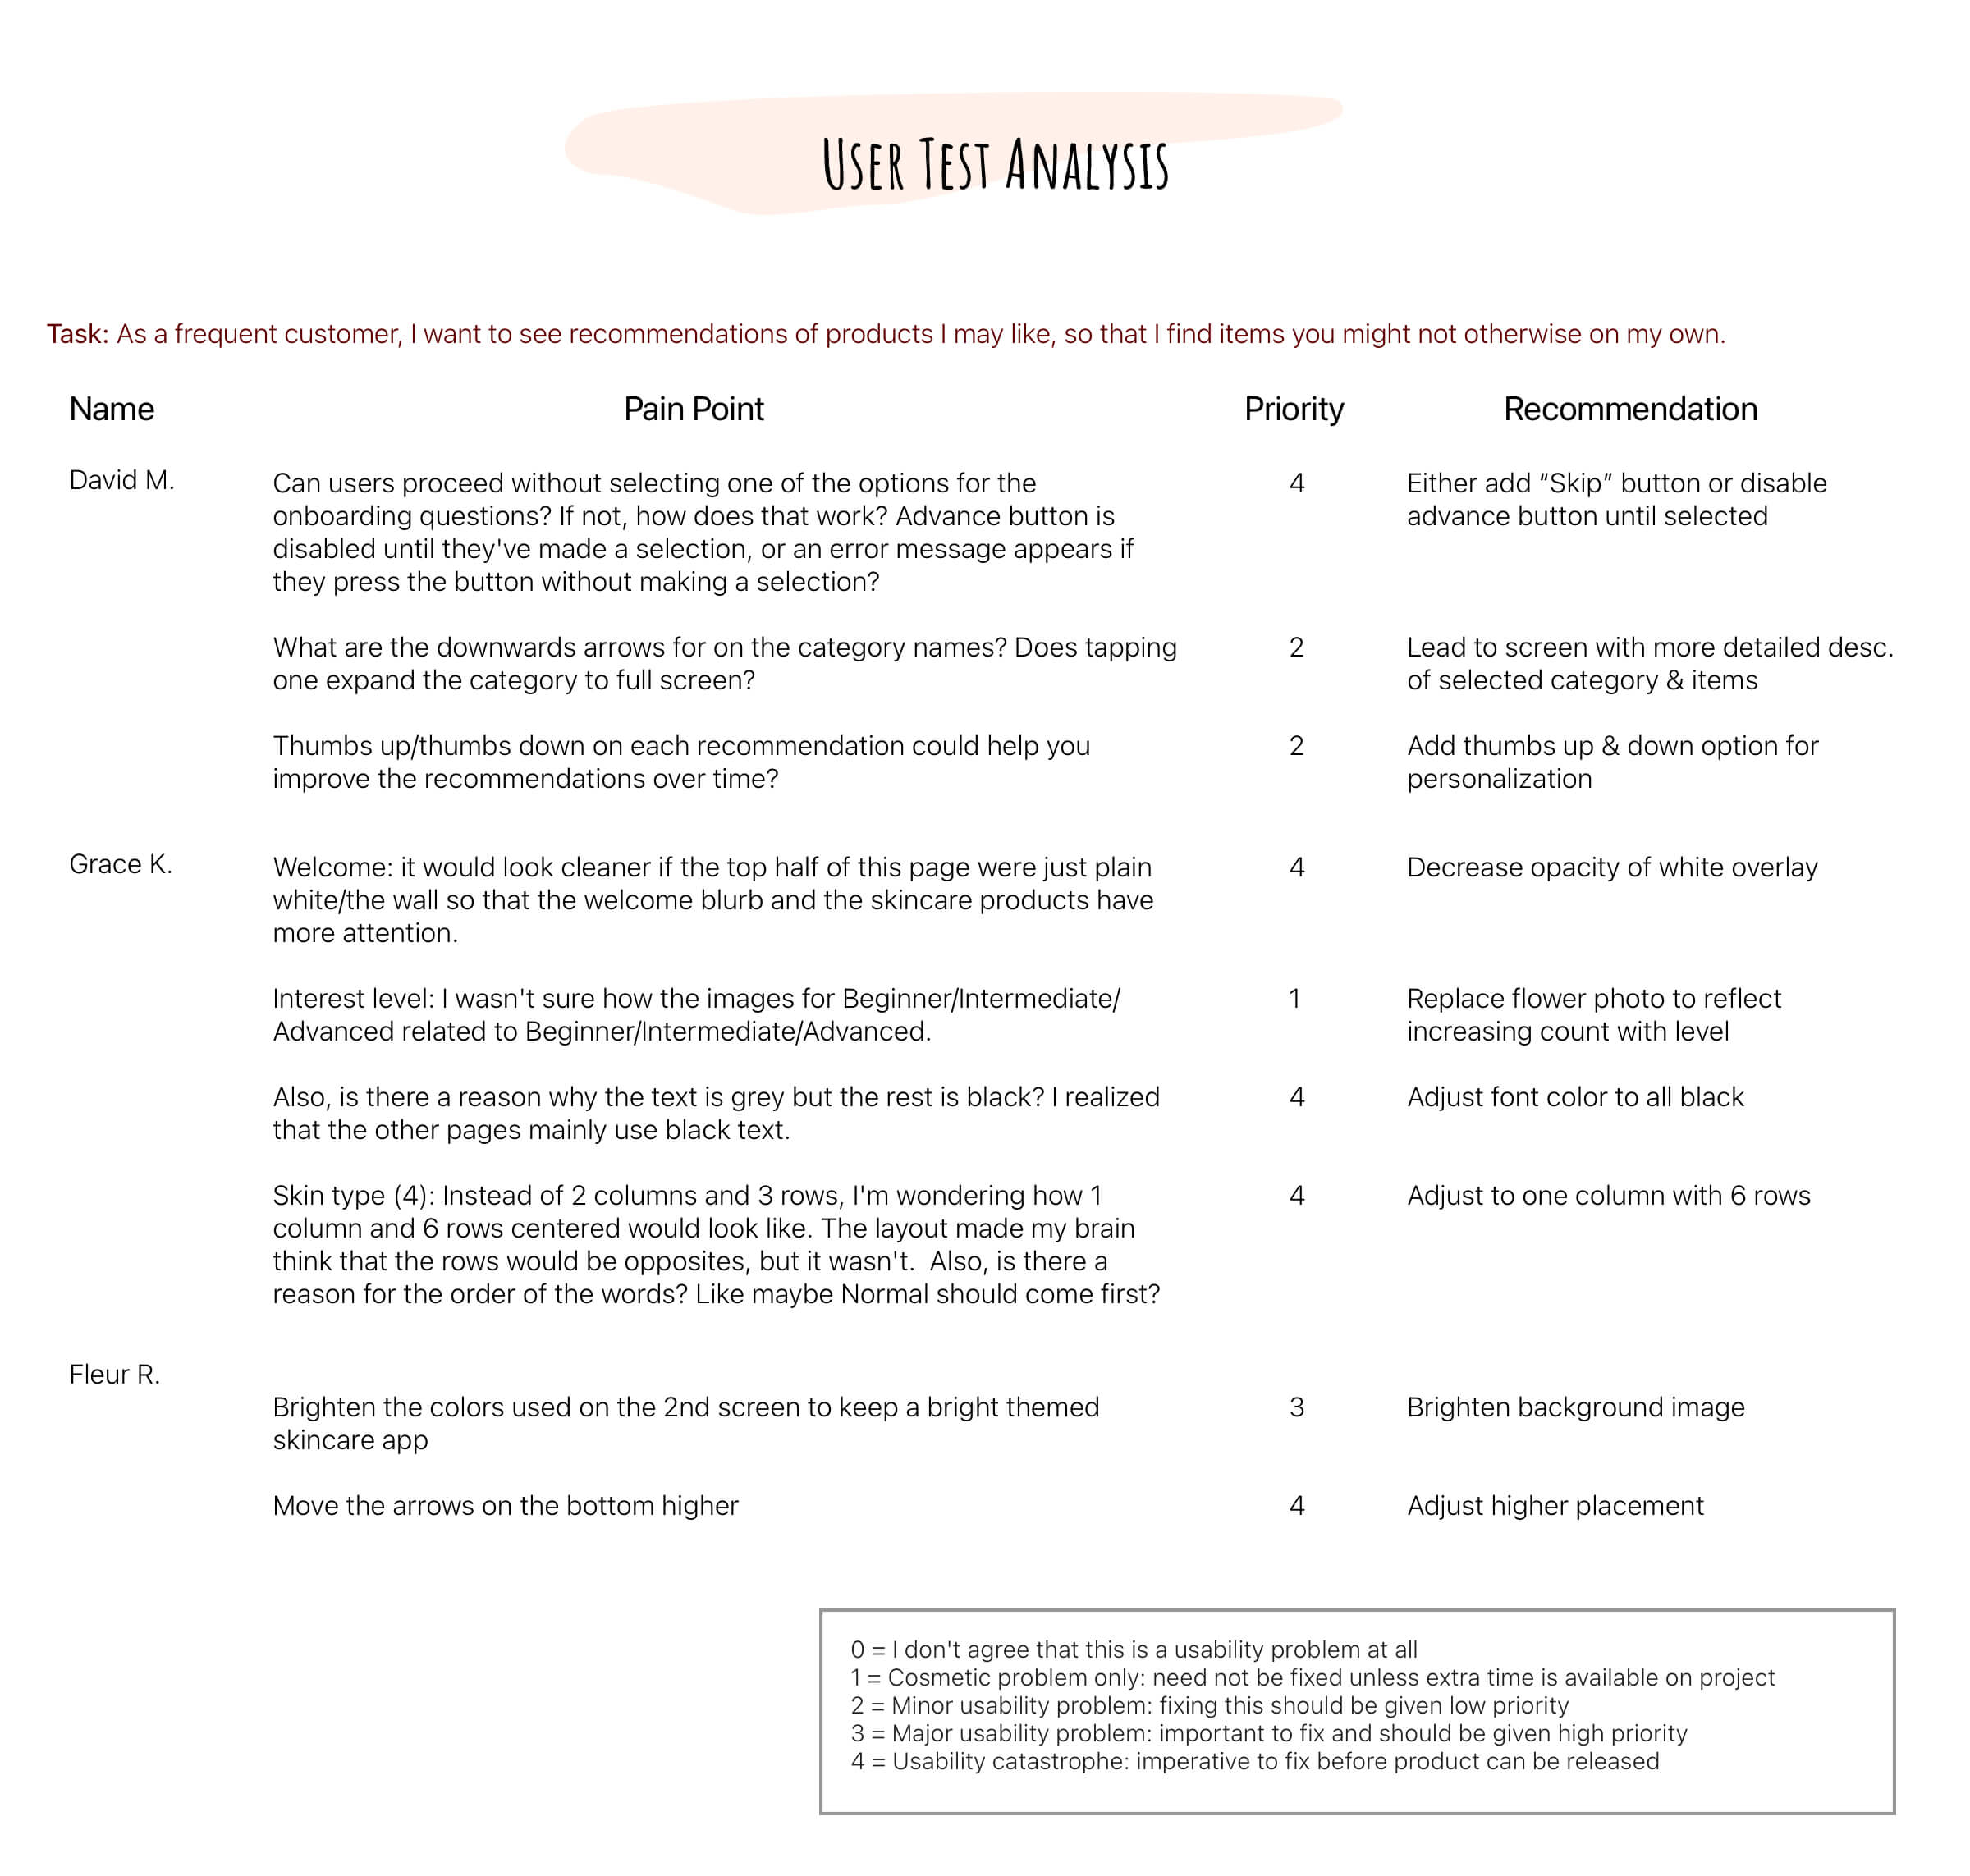 User Test Analysis
Task: As a frequent customer, I want to see recommendations of products I may like, so that I find items you might not otherwise on my own.
Name Pain Point Priority Recommendation
David M.
Can users proceed without selecting one of the options for the
onboarding questions? If not, how does that work? Advance button is
disabled until they've made a selection, or an error message appears if
they press the button without making a selection?
4
Either add “Skip” button or disable
advance button until selected
What are the downwards arrows for on the category names? Does tapping
one expand the category to full screen?
2
Lead to screen with more detailed desc.
of selected category & items
Thumbs up/thumbs down on each recommendation could help you
improve the recommendations over time?
2
Add thumbs up & down option for
personalization
Grace K.
Welcome: it would look cleaner if the top half of this page were just plain
white/the wall so that the welcome blurb and the skincare products have
more attention.
4
Decrease opacity of white overlay
Interest level: I wasn't sure how the images for Beginner/Intermediate/
Advanced related to Beginner/Intermediate/Advanced.
1
Replace flower photo to reflect
increasing count with level
Also, is there a reason why the text is grey but the rest is black? I realized
that the other pages mainly use black text.
4
Adjust font color to all black
Skin type (4): Instead of 2 columns and 3 rows, I'm wondering how 1
column and 6 rows centered would look like. The layout made my brain
think that the rows would be opposites, but it wasn't.  Also, is there a
reason for the order of the words? Like maybe Normal should come first?
4
Adjust to one column with 6 rows
Fleur R.
Brighten the colors used on the 2nd screen to keep a bright themed
skincare app
3
Brighten background image
Move the arrows on the bottom higher
4
Adjust higher placement
0 = I don't agree that this is a usability problem at all
1 = Cosmetic problem only: need not be fixed unless extra time is available on project
2 = Minor usability problem: fixing this should be given low priority
3 = Major usability problem: important to fix and should be given high priority
4 = Usability catastrophe: imperative to fix before product can be released